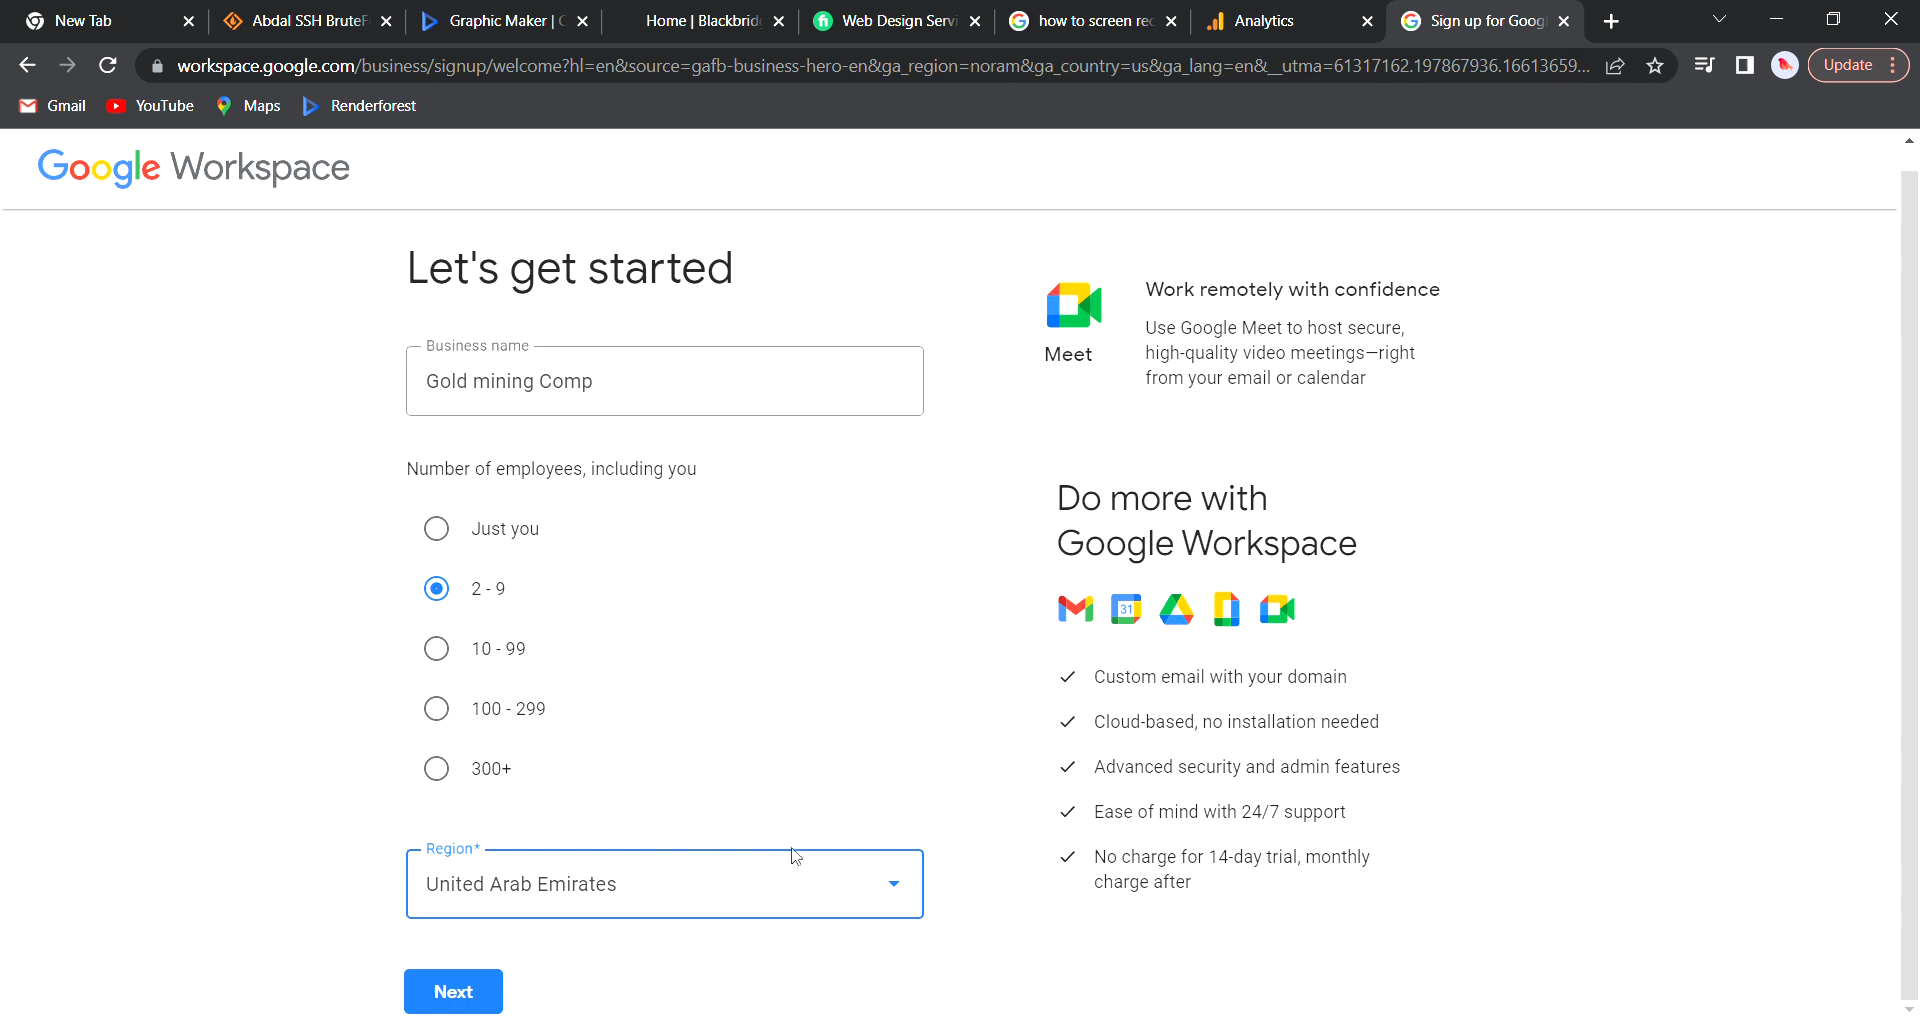 New Tab
Abdal SSH BruteF
Graphic Maker | C
Home | Blackbrid
Web Design Servi
how to screen rec
Analytics
Sign up for Googl
workspace.google.com/business/signup/welcome?hl=en&source=gafb-business-hero-en&ga_region=noram&ga_country=us&ga_lang=en&__utma=61317162.197867936.16613659...
Update
Gmail
YouTube
Maps
Renderforest
Google Workspace
Let's get started
Business name
Gold mining Comp
Number of employees, including you
Just you
2 - 9
10 - 99
100 - 299
300+
Region*
United Arab Emirates
Next
Meet
Work remotely with confidence
Use Google Meet to host secure,
high-quality video meetings—right
from your email or calendar
Do more with
Google Workspace
31
Custom email with your domain
Cloud-based, no installation needed
Advanced security and admin features
Ease of mind with 24/7 support
No charge for 14-day trial, monthly
charge after